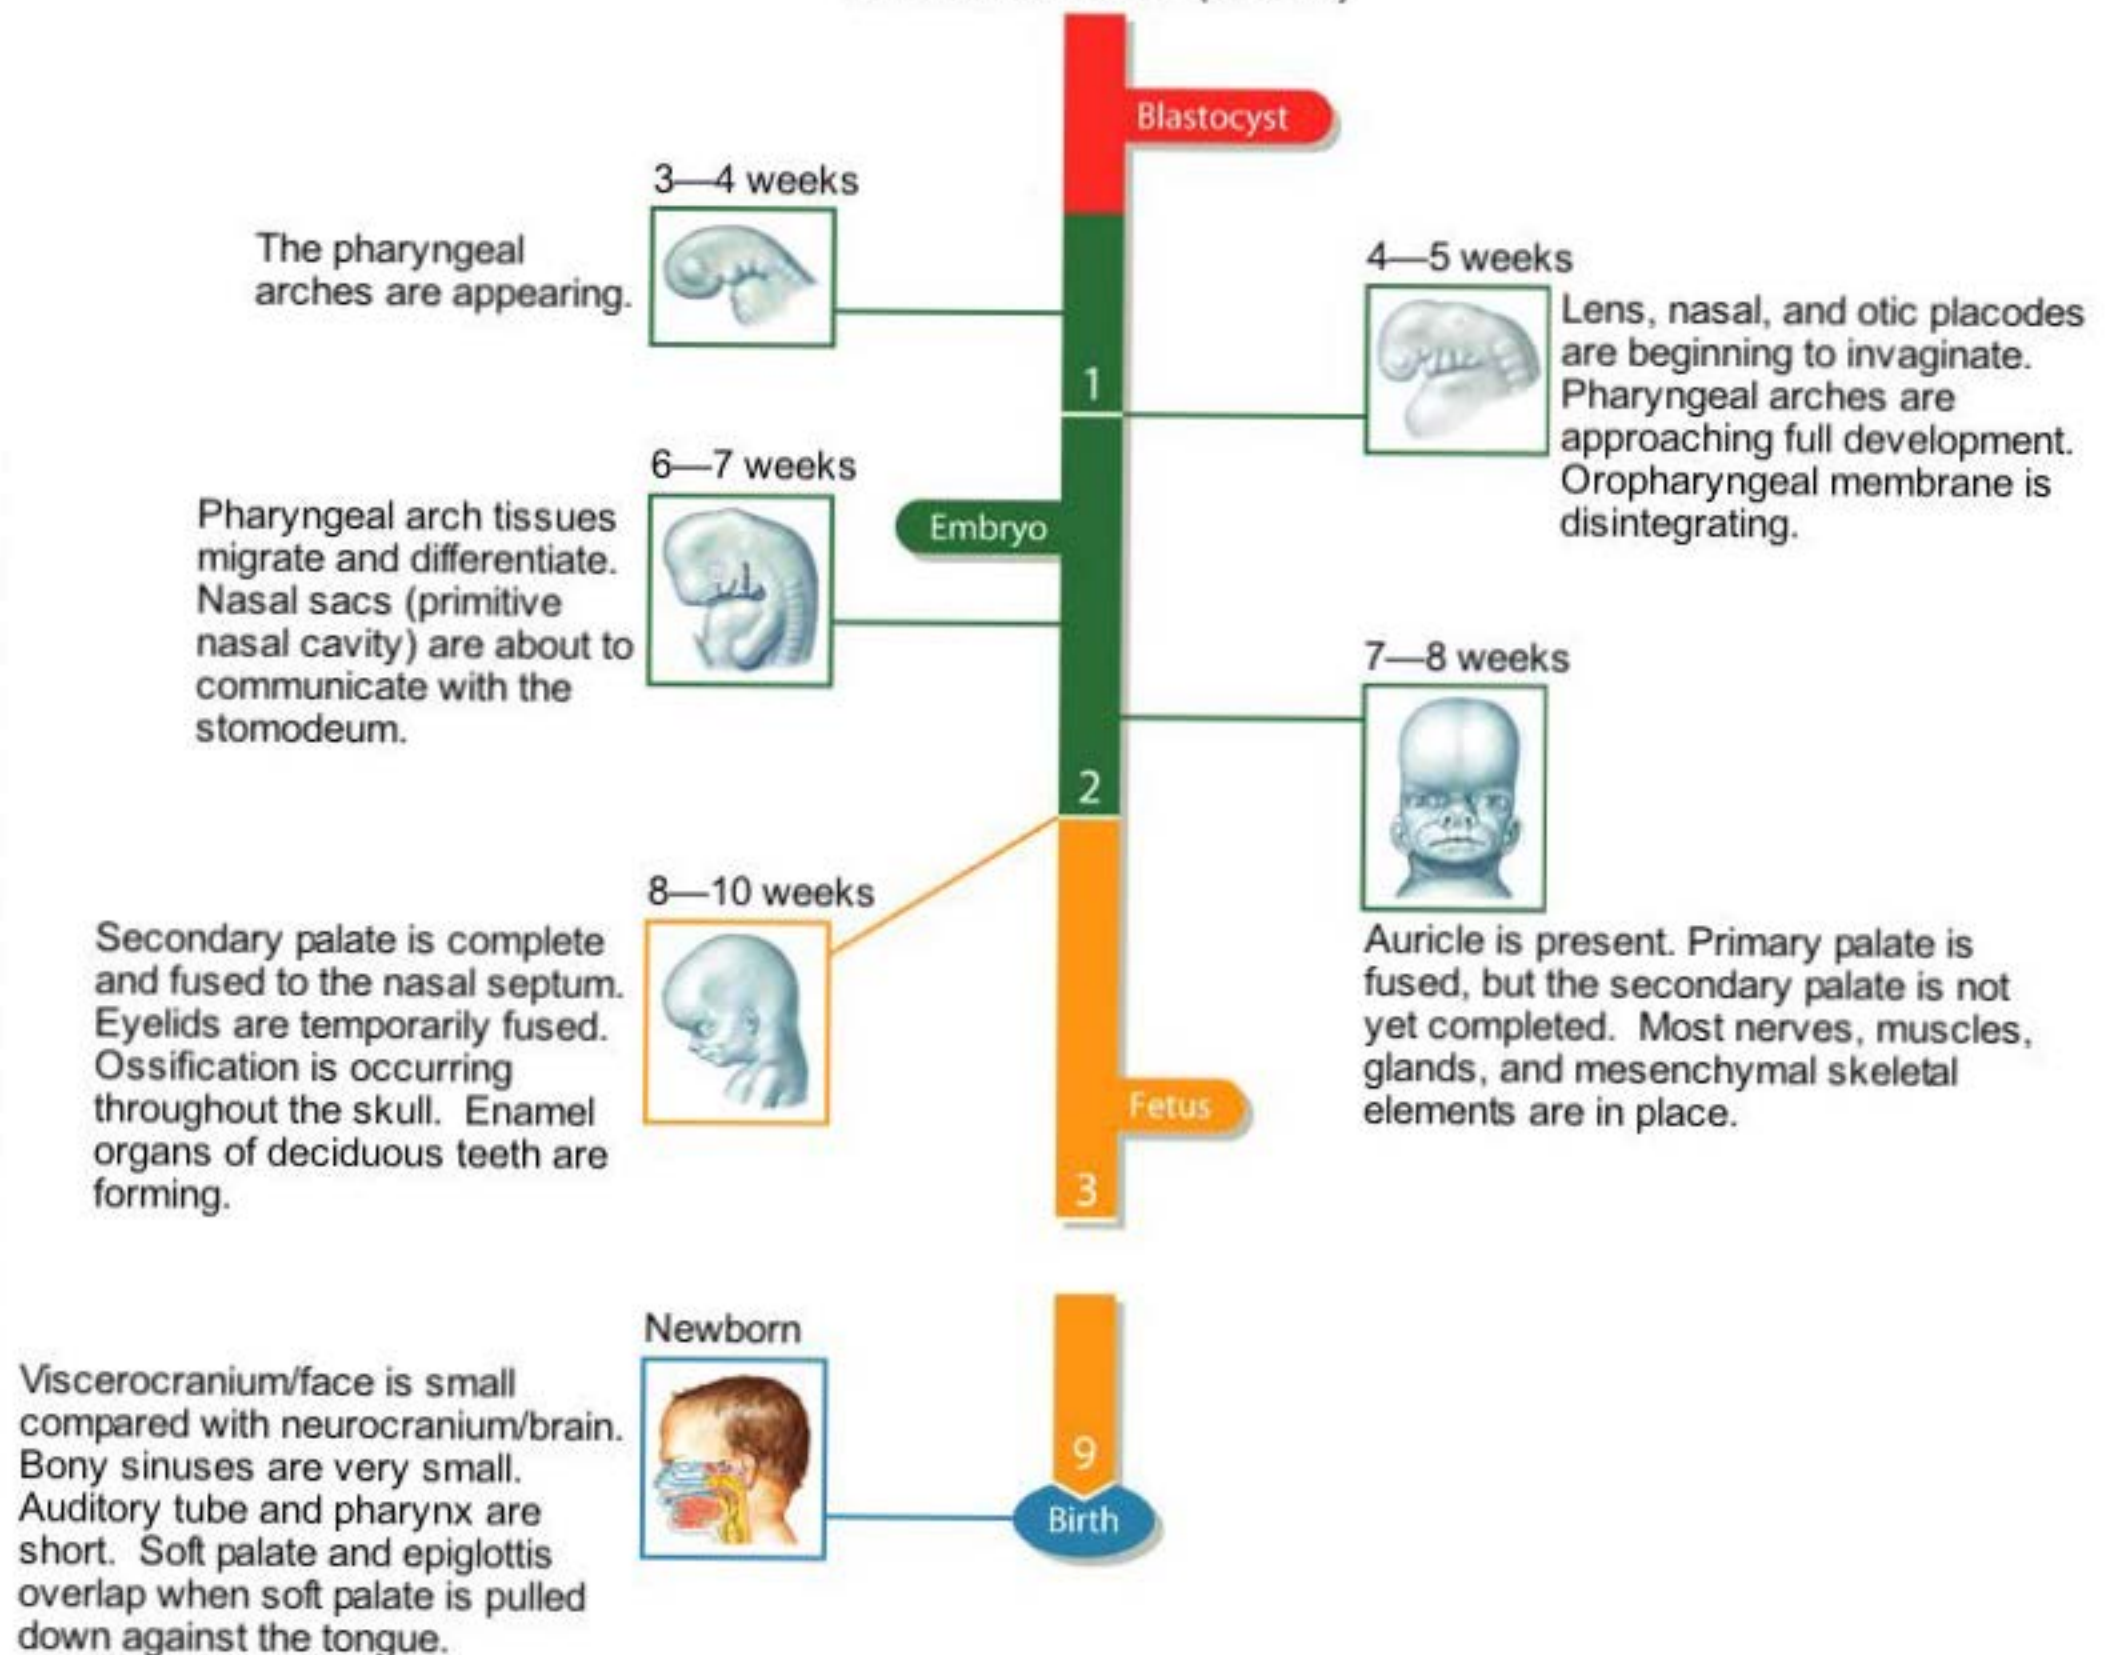 Blastocyst
3—4 weeks
The pharyngeal
arches are appearing.
4—5 weeks
Lens, nasal, and otic placodes
are beginning to invaginate.
Pharyngeal arches are
approaching full development.
Oropharyngeal membrane is
disintegrating.
1
6—7 weeks
Pharyngeal arch tissues
migrate and differentiate.
Nasal sacs (primitive
nasal cavity) are about to
communicate with the
stomodeum.
Embryo
7—8 weeks
Auricle is present. Primary palate is
fused, but the secondary palate is not
yet completed. Most nerves, muscles,
glands, and mesenchymal skeletal
elements are in place.
2
8—10 weeks
Secondary palate is complete
and fused to the nasal septum.
Eyelids are temporarily fused.
Ossification is occurring
throughout the skull. Enamel
organs of deciduous teeth are
forming.
Fetus
3
Newborn
Viscerocranium/face is small
compared with neurocranium/brain.
Bony sinuses are very small.
Auditory tube and pharynx are
short. Soft palate and epiglottis
overlap when soft palate is pulled
down against the tongue.
9
Birth